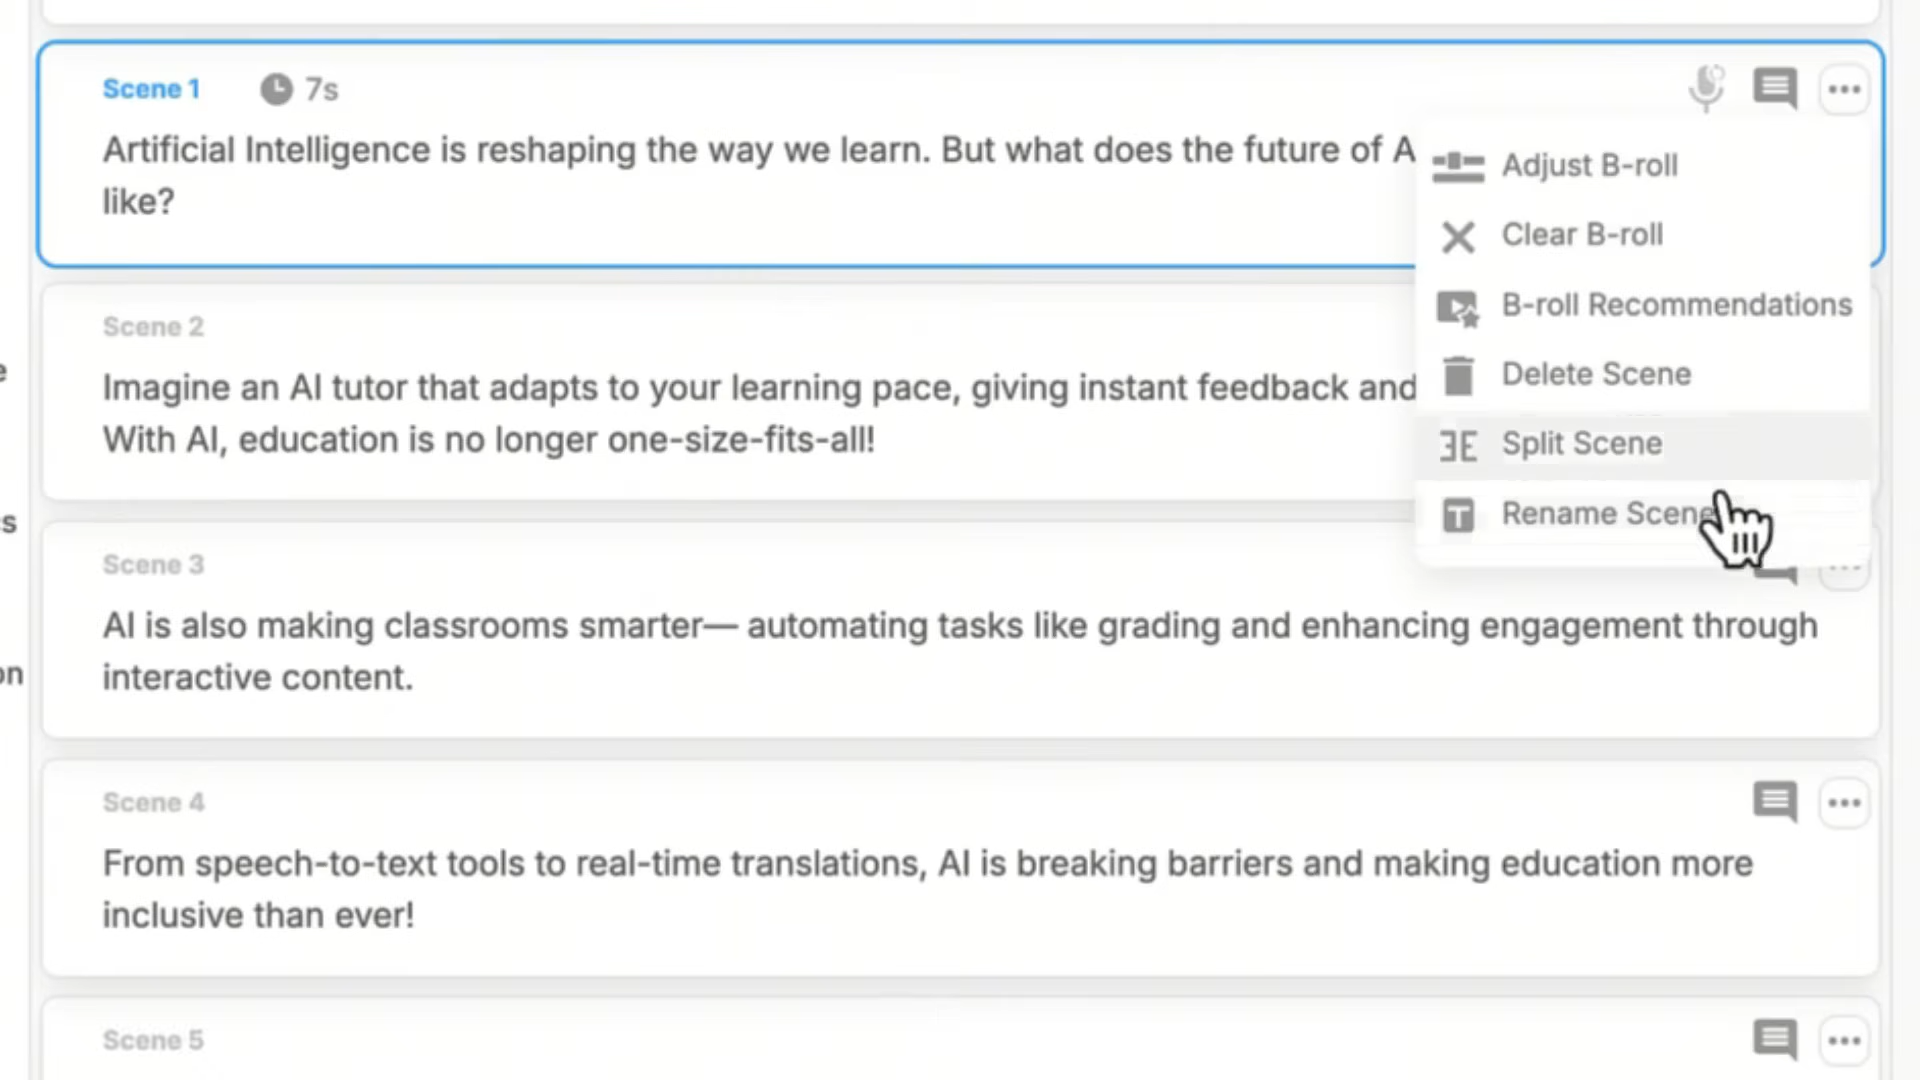 Scene 1
7s
Artificial Intelligence is reshaping the way we learn. But what does the future of
like?
Adjust B-roll
Clear B-roll
B-roll Recommendations
Delete Scene
Split Scene
Rename Scene
Scene 2
Imagine an AI tutor that adapts to your learning pace, giving instant feedback and
With AI, education is no longer one-size-fits-all!
Scene 3
AI is also making classrooms smarter— automating tasks like grading and enhancing engagement through
interactive content.
Scene 4
From speech-to-text tools to real-time translations, AI is breaking barriers and making education more
inclusive than ever!
Scene 5